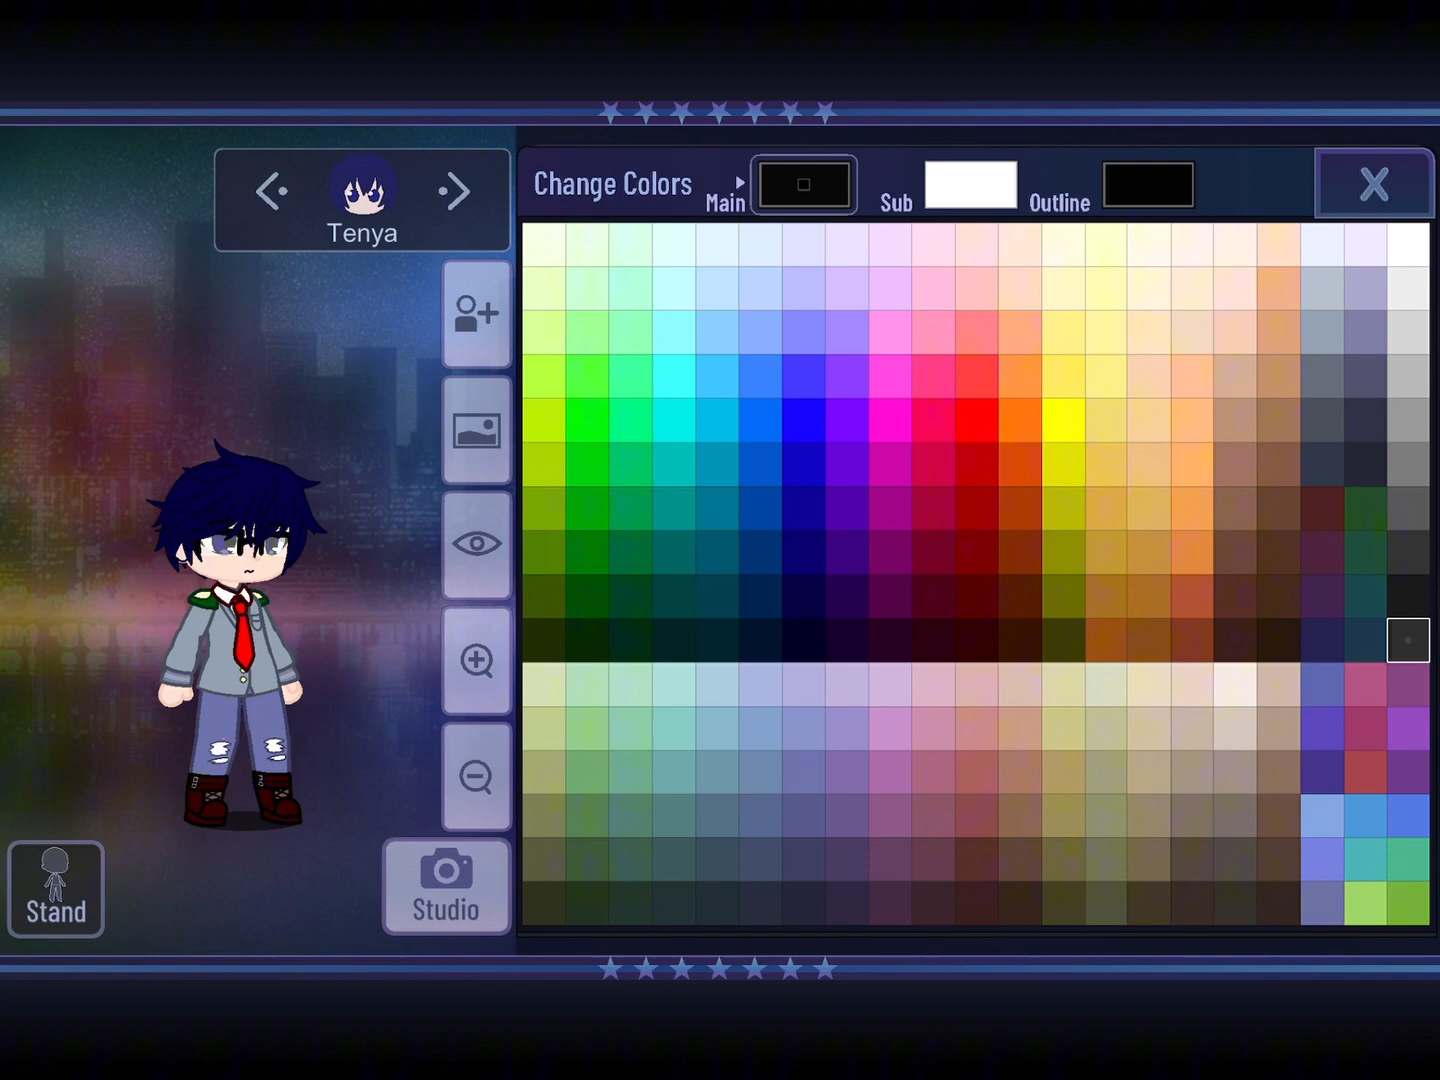 Change Colors
Main
Sub
Outline
X
Tenya
Stand
Studio